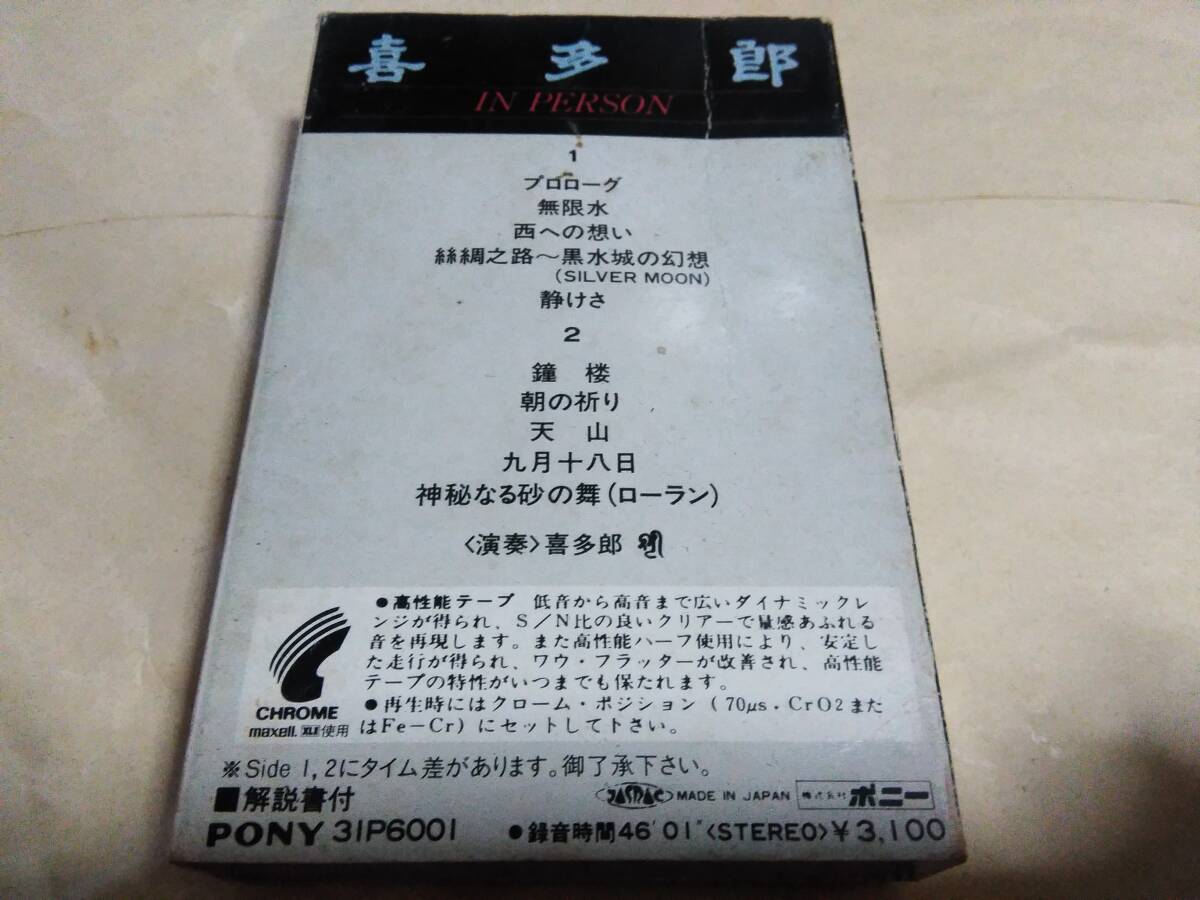 喜多郎
IN PERSON
1
プロローグ
無限水
西への想い
絲綢之路～黒水城の幻想
(SILVER MOON)
静けさ
2
鐘楼
朝の祈り
天山
九月十八日
神秘なる砂の舞(ローラン)
〈演奏〉喜多郎
●高性能テープ 低音から高音まで広いダイナミックレ
ンジが得られ、S/N比の良いクリアーで量感あふれる
音を再現します。また高性能ハーフ使用により、安定し
た走行が得られ、ワウ・フラッターが改善され、高性能
テープの特性がいつまでも保たれます。
●再生時にはクローム・ポジション(70μs.CrO2また
はFe-Cr)にセットして下さい。
CHROME
maxell. XLII 使用
※Side 1,2にタイム差があります。御了承下さい。
■解説書付
JASRAC MADE IN JAPAN 株式会社ポニー
PONY 31P6001 ●録音時間46'01"〈STEREO〉¥3,100